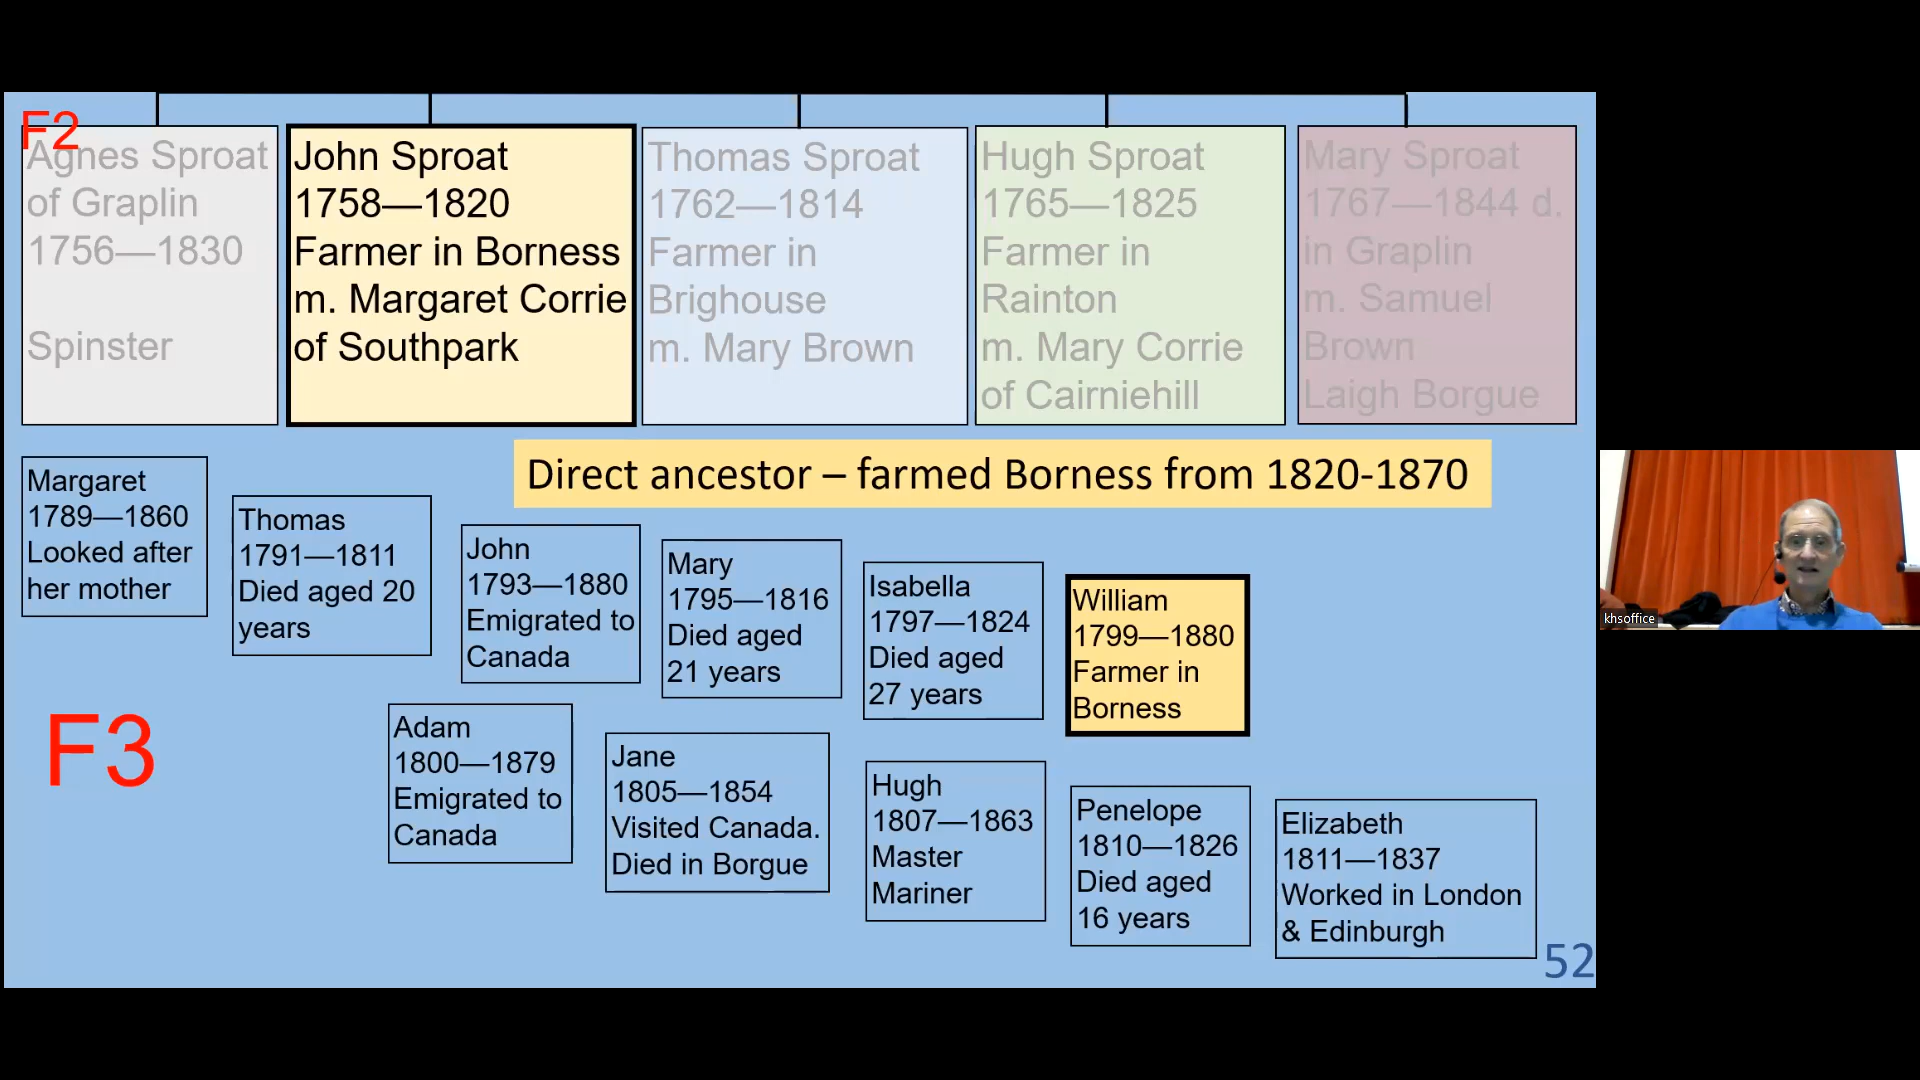 F2
Agnes Sproat
of Graplin
1756—1830
Spinster
John Sproat
1758—1820
Farmer in Borness
m. Margaret Corrie
of Southpark
Thomas Sproat
1762—1814
Farmer in
Brighouse
m. Mary Brown
Hugh Sproat
1765—1825
Farmer in
Rainton
m. Mary Corrie
of Cairniehill
Mary Sproat
1767—1844 d.
in Graplin
m. Samuel
Brown
Laigh Borgue
Direct ancestor – farmed Borness from 1820-1870
Margaret
1789—1860
Looked after
her mother
Thomas
1791—1811
Died aged 20
years
John
1793—1880
Emigrated to
Canada
Mary
1795—1816
Died aged
21 years
Isabella
1797—1824
Died aged
27 years
William
1799—1880
Farmer in
Borness
F3
Adam
1800—1879
Emigrated to
Canada
Jane
1805—1854
Visited Canada.
Died in Borgue
Hugh
1807—1863
Master
Mariner
Penelope
1810—1826
Died aged
16 years
Elizabeth
1811—1837
Worked in London
& Edinburgh
52
khsoffice